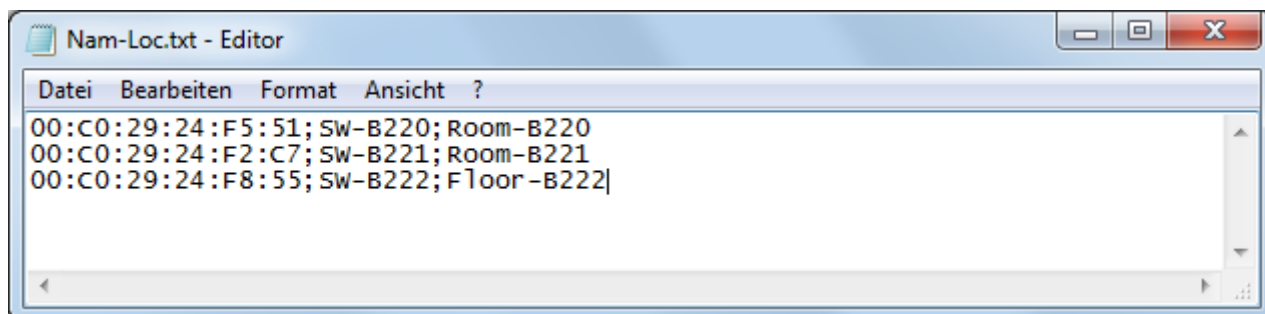 Nam-Loc.txt - Editor
Datei Bearbeiten Format Ansicht ?
00:C0:29:24:F5:51;SW-B220;Room-B220
00:C0:29:24:F2:C7;SW-B221;Room-B221
00:C0:29:24:F8:55;SW-B222;Floor-B222